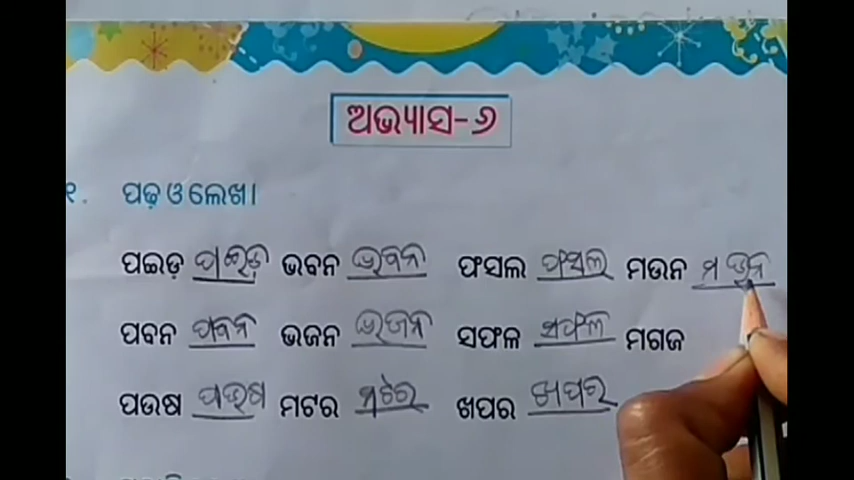 ଅଭ୍ୟାସ-୬
୧. ପଢ଼ ଓ ଲେଖ।
ପଇଡ଼ ପଇଡ଼ ଭବନ ଭବନ ଫସଲ ଫସଲ ମଉନ ମଉନ
ପବନ ପବନ ଭଜନ ଭଜନ ସଫଳ ସଫଳ ମଗଜ
ପଉଷ ପଉଷ ମଟର ମଟର ଖପର ଖପର